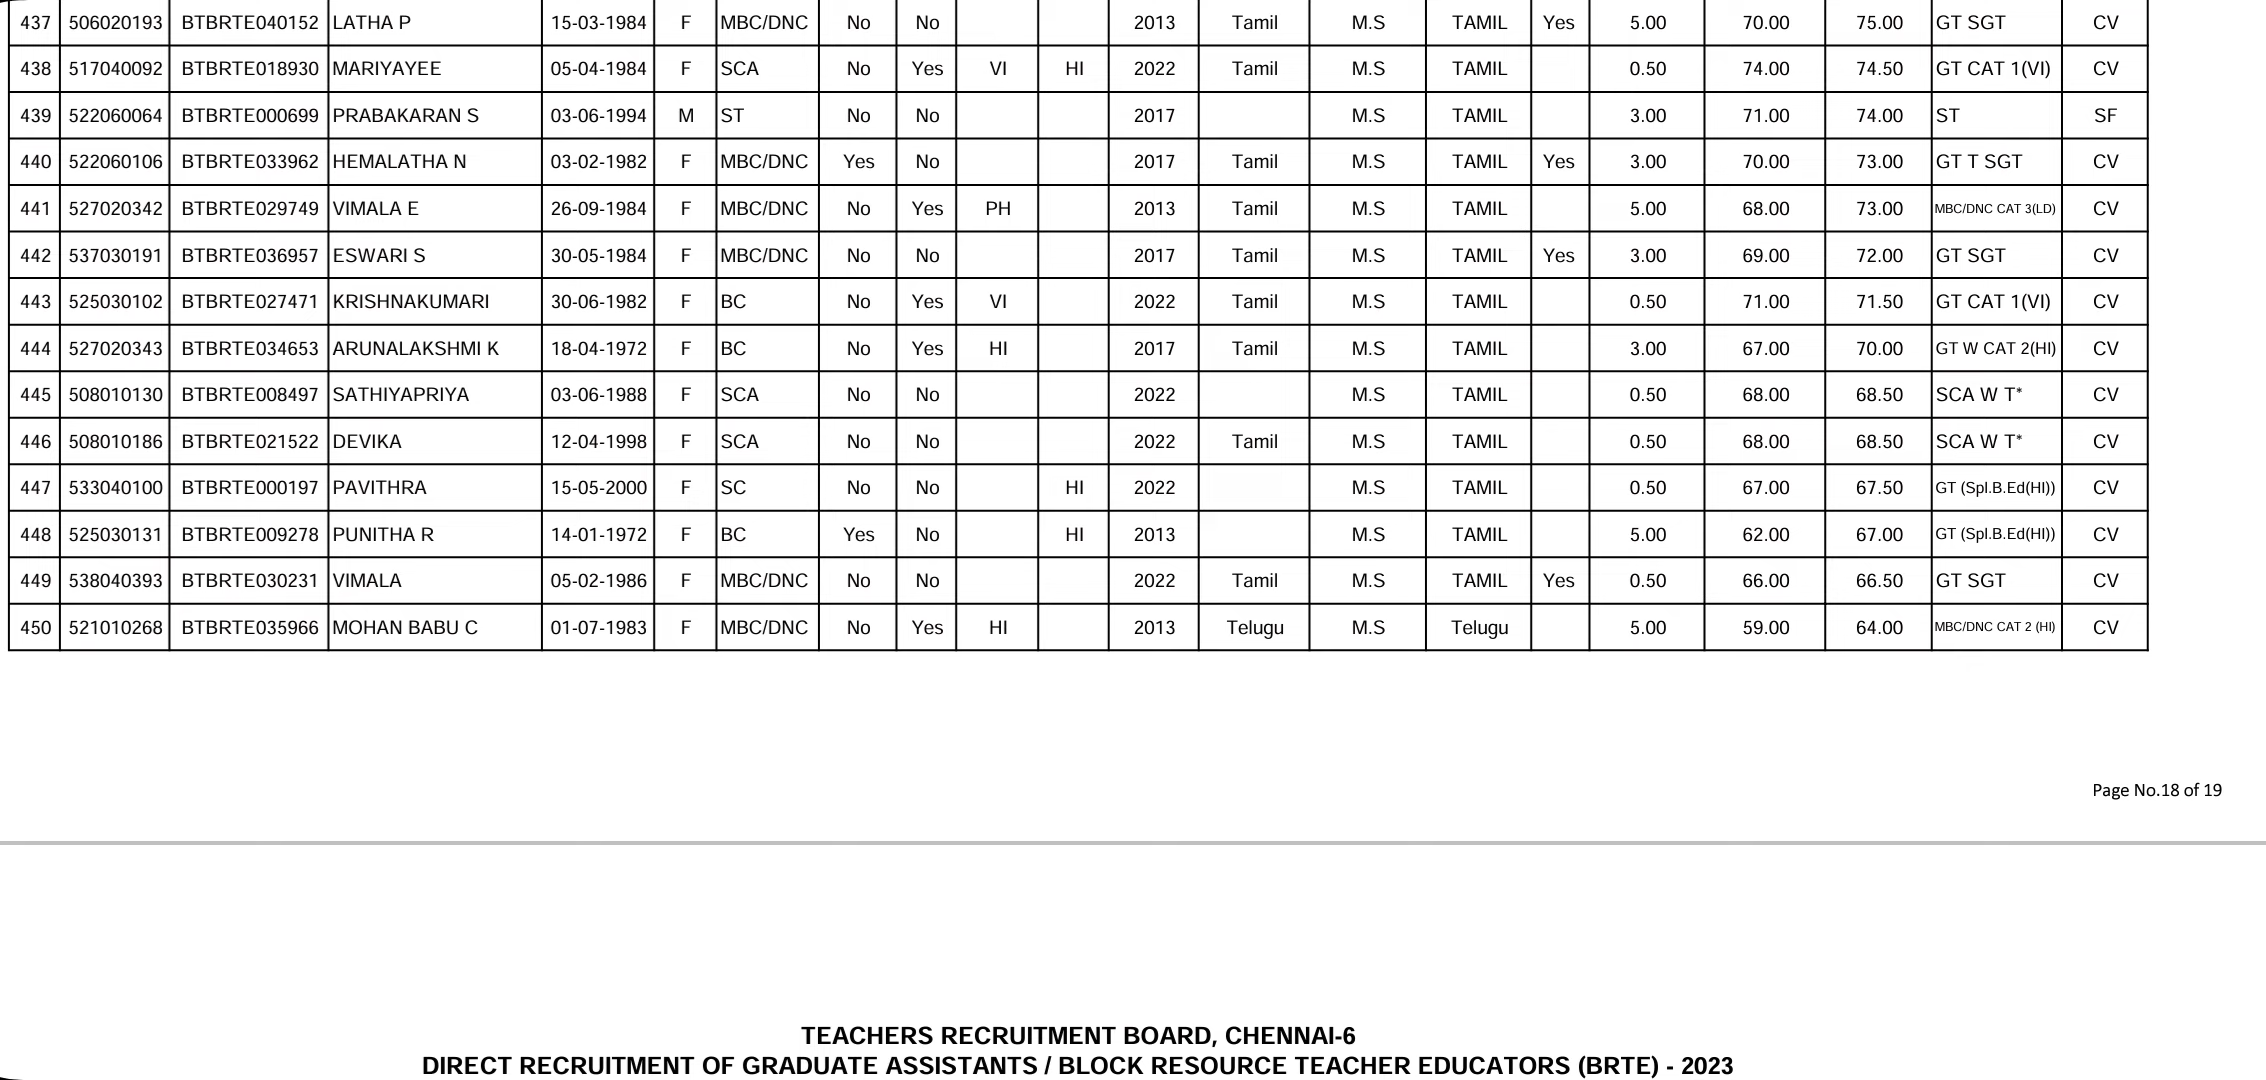 437 506020193 BTBRTE040152 LATHA P 15-03-1984 F MBC/DNC No No 2013 Tamil M.S TAMIL Yes 5.00 70.00 75.00 GT SGT CV
438 517040092 BTBRTE018930 MARIYAYEE 05-04-1984 F SCA No Yes VI HI 2022 Tamil M.S TAMIL 0.50 74.00 74.50 GT CAT 1(VI) CV
439 522060064 BTBRTE000699 PRABAKARAN S 03-06-1994 M ST No No 2017 M.S TAMIL 3.00 71.00 74.00 ST SF
440 522060106 BTBRTE033962 HEMALATHA N 03-02-1982 F MBC/DNC Yes No 2017 Tamil M.S TAMIL Yes 3.00 70.00 73.00 GT T SGT CV
441 527020342 BTBRTE029749 VIMALA E 26-09-1984 F MBC/DNC No Yes PH 2013 Tamil M.S TAMIL 5.00 68.00 73.00 MBC/DNC CAT 3(LD) CV
442 537030191 BTBRTE036957 ESWARI S 30-05-1984 F MBC/DNC No No 2017 Tamil M.S TAMIL Yes 3.00 69.00 72.00 GT SGT CV
443 525030102 BTBRTE027471 KRISHNAKUMARI 30-06-1982 F BC No Yes VI 2022 Tamil M.S TAMIL 0.50 71.00 71.50 GT CAT 1(VI) CV
444 527020343 BTBRTE034653 ARUNALAKSHMI K 18-04-1972 F BC No Yes HI 2017 Tamil M.S TAMIL 3.00 67.00 70.00 GT W CAT 2(HI) CV
445 508010130 BTBRTE008497 SATHIYAPRIYA 03-06-1988 F SCA No No 2022 M.S TAMIL 0.50 68.00 68.50 SCA W T* CV
446 508010186 BTBRTE021522 DEVIKA 12-04-1998 F SCA No No 2022 Tamil M.S TAMIL 0.50 68.00 68.50 SCA W T* CV
447 533040100 BTBRTE000197 PAVITHRA 15-05-2000 F SC No No HI 2022 M.S TAMIL 0.50 67.00 67.50 GT (Spl.B.Ed(HI)) CV
448 525030131 BTBRTE009278 PUNITHA R 14-01-1972 F BC Yes No HI 2013 M.S TAMIL 5.00 62.00 67.00 GT (Spl.B.Ed(HI)) CV
449 538040393 BTBRTE030231 VIMALA 05-02-1986 F MBC/DNC No No 2022 Tamil M.S TAMIL Yes 0.50 66.00 66.50 GT SGT CV
450 521010268 BTBRTE035966 MOHAN BABU C 01-07-1983 F MBC/DNC No Yes HI 2013 Telugu M.S Telugu 5.00 59.00 64.00 MBC/DNC CAT 2 (HI) CV
Page No.18 of 19
TEACHERS RECRUITMENT BOARD, CHENNAI-6
DIRECT RECRUITMENT OF GRADUATE ASSISTANTS / BLOCK RESOURCE TEACHER EDUCATORS (BRTE) - 2023